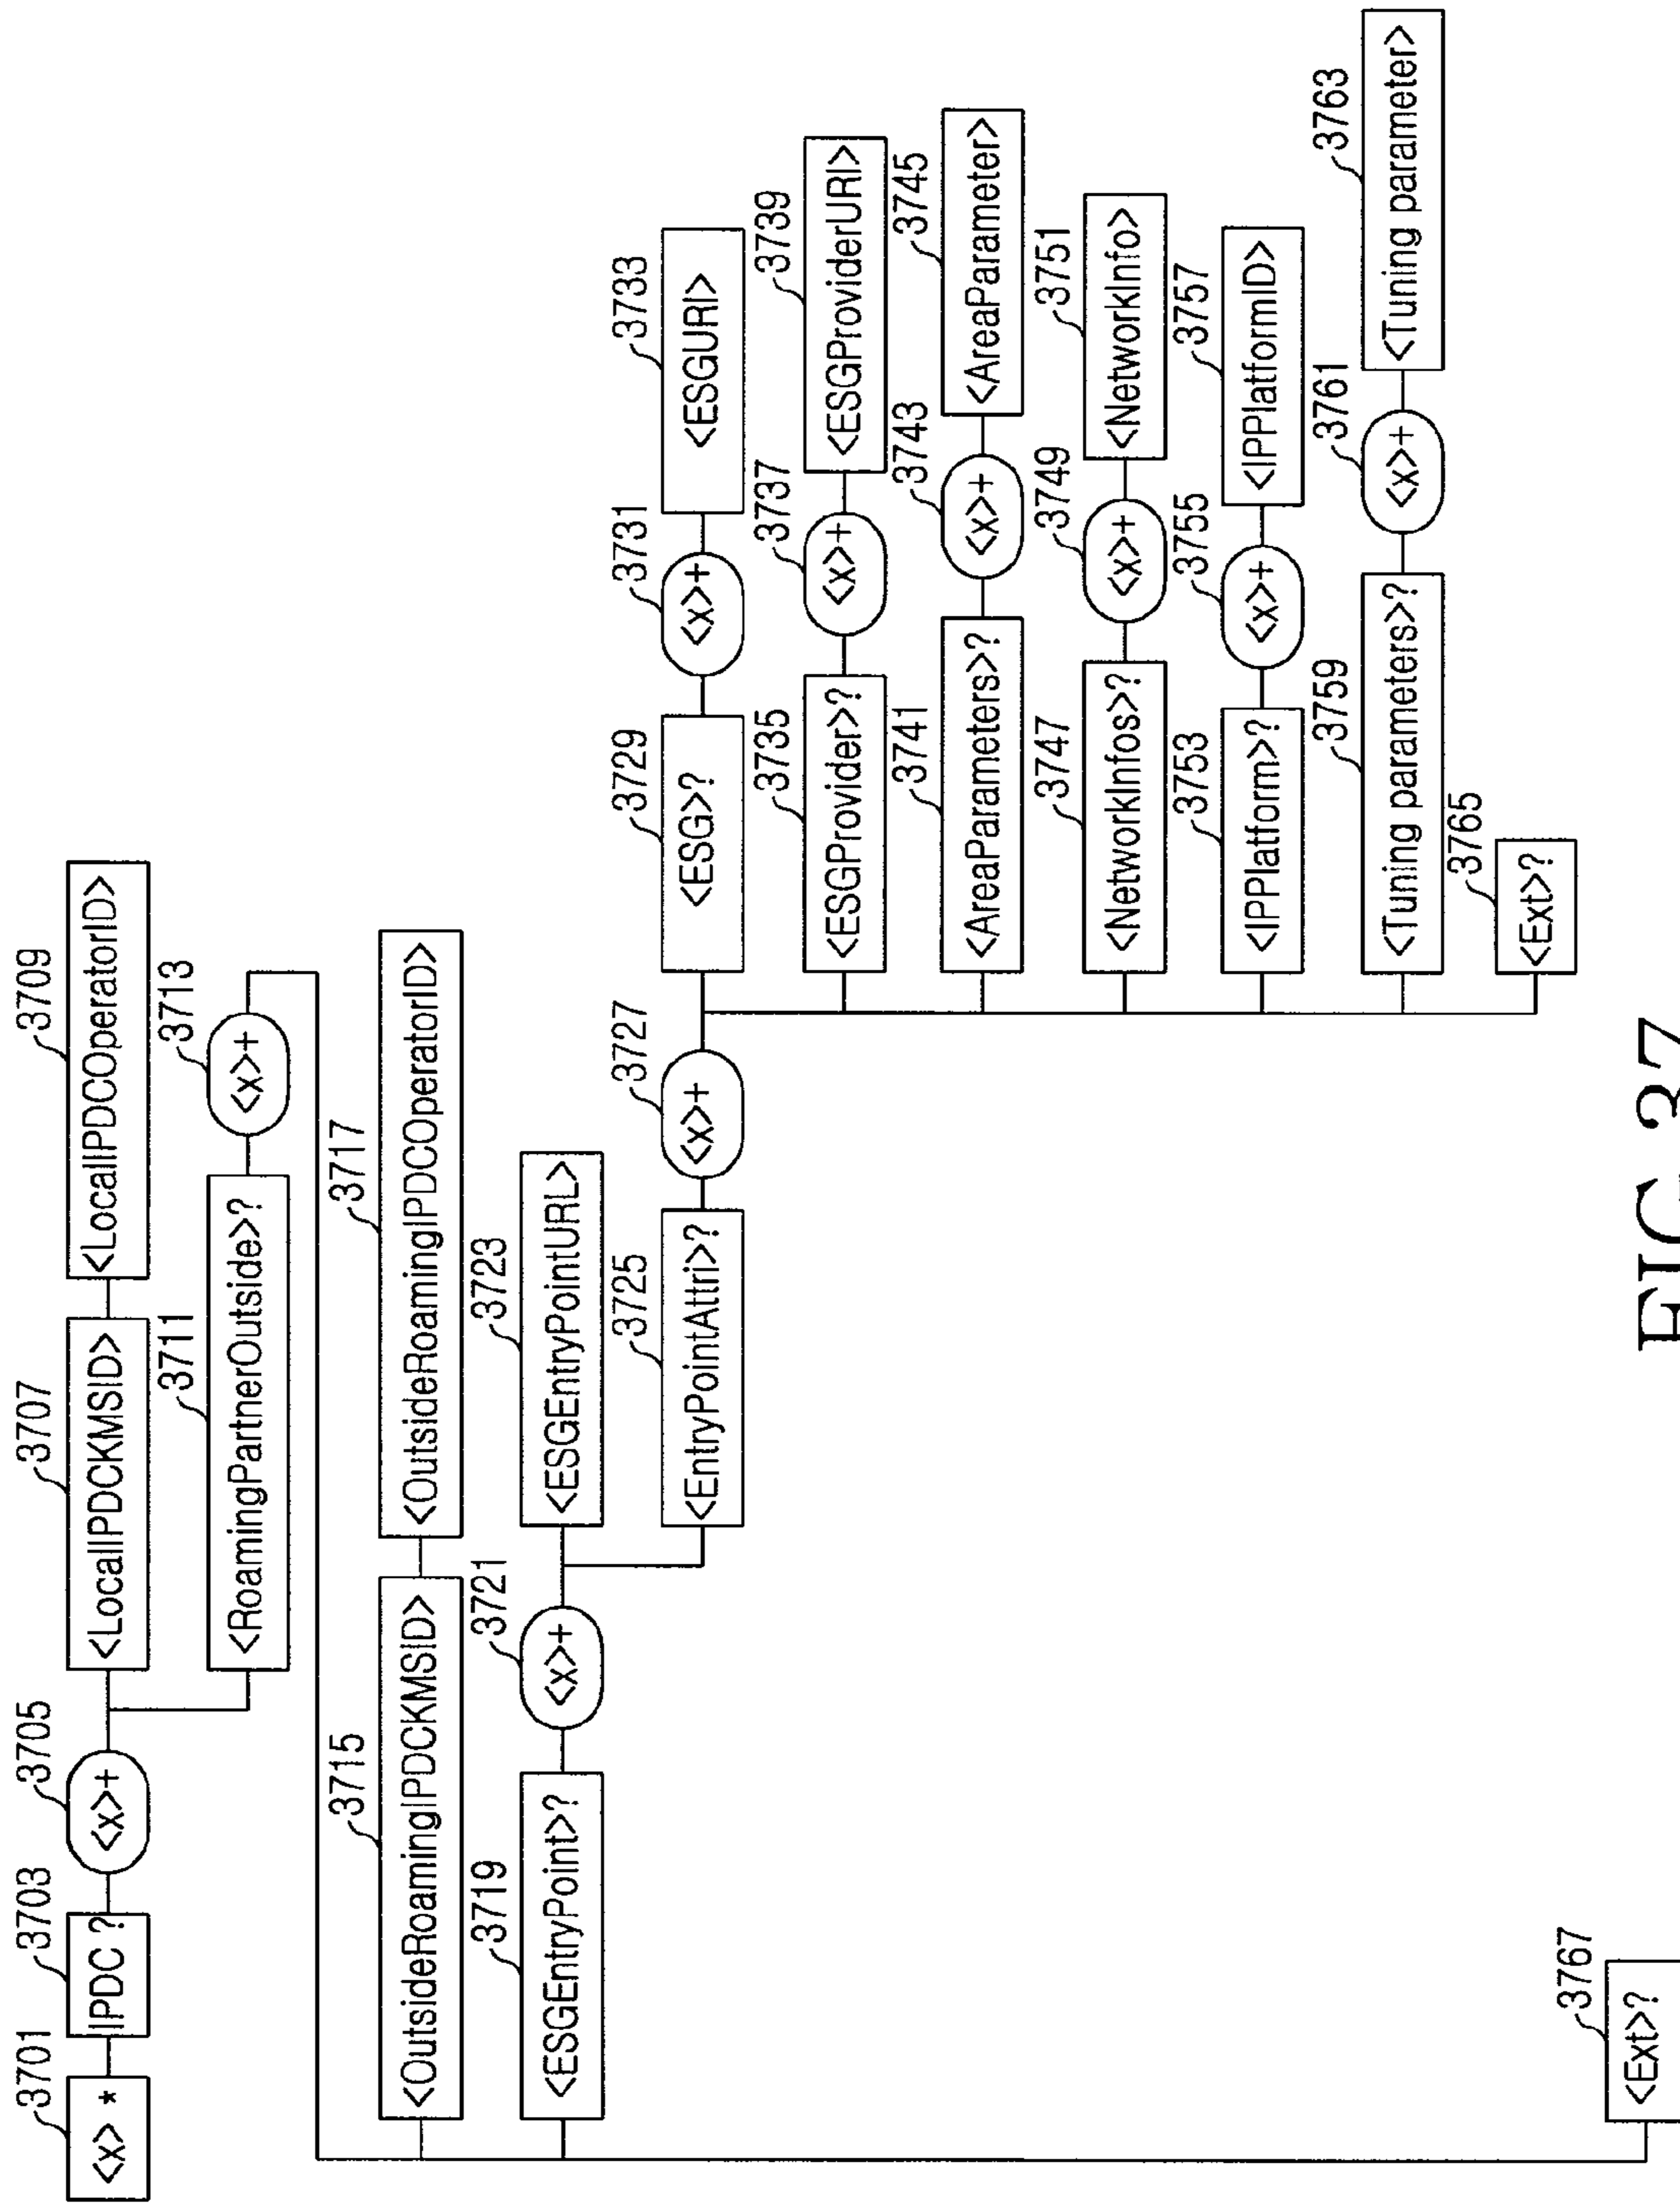 3701
<x> *
3703
IPDC ?
3705
<x>+
3707
<LocalIPDCKMSID>
3709
<LocalIPDCOperatorID>
3711
<RoamingPartnerOutside>?
3713
<x>+
3715
<OutsideRoamingIPDCKMSID>
3717
<OutsideRoamingIPDCOperatorID>
3719
<ESGEntryPoint>?
3721
<x>+
3723
<ESGEntryPointURL>
3725
<EntryPointAttri>?
3727
<x>+
3729
<ESG>?
3731
<x>+
3733
<ESGURI>
3735
<ESGProvider>?
3737
<x>+
3739
<ESGProviderURI>
3741
<AreaParameters>?
3743
<x>+
3745
<AreaParameter>
3747
<NetworkInfos>?
3749
<x>+
3751
<NetworkInfo>
3753
<IPPlatform>?
3755
<x>+
3757
<IPPlatformID>
3759
<Tuning parameters>?
3761
<x>+
3763
<Tuning parameter>
3765
<Ext>?
3767
<Ext>?
FIG.37